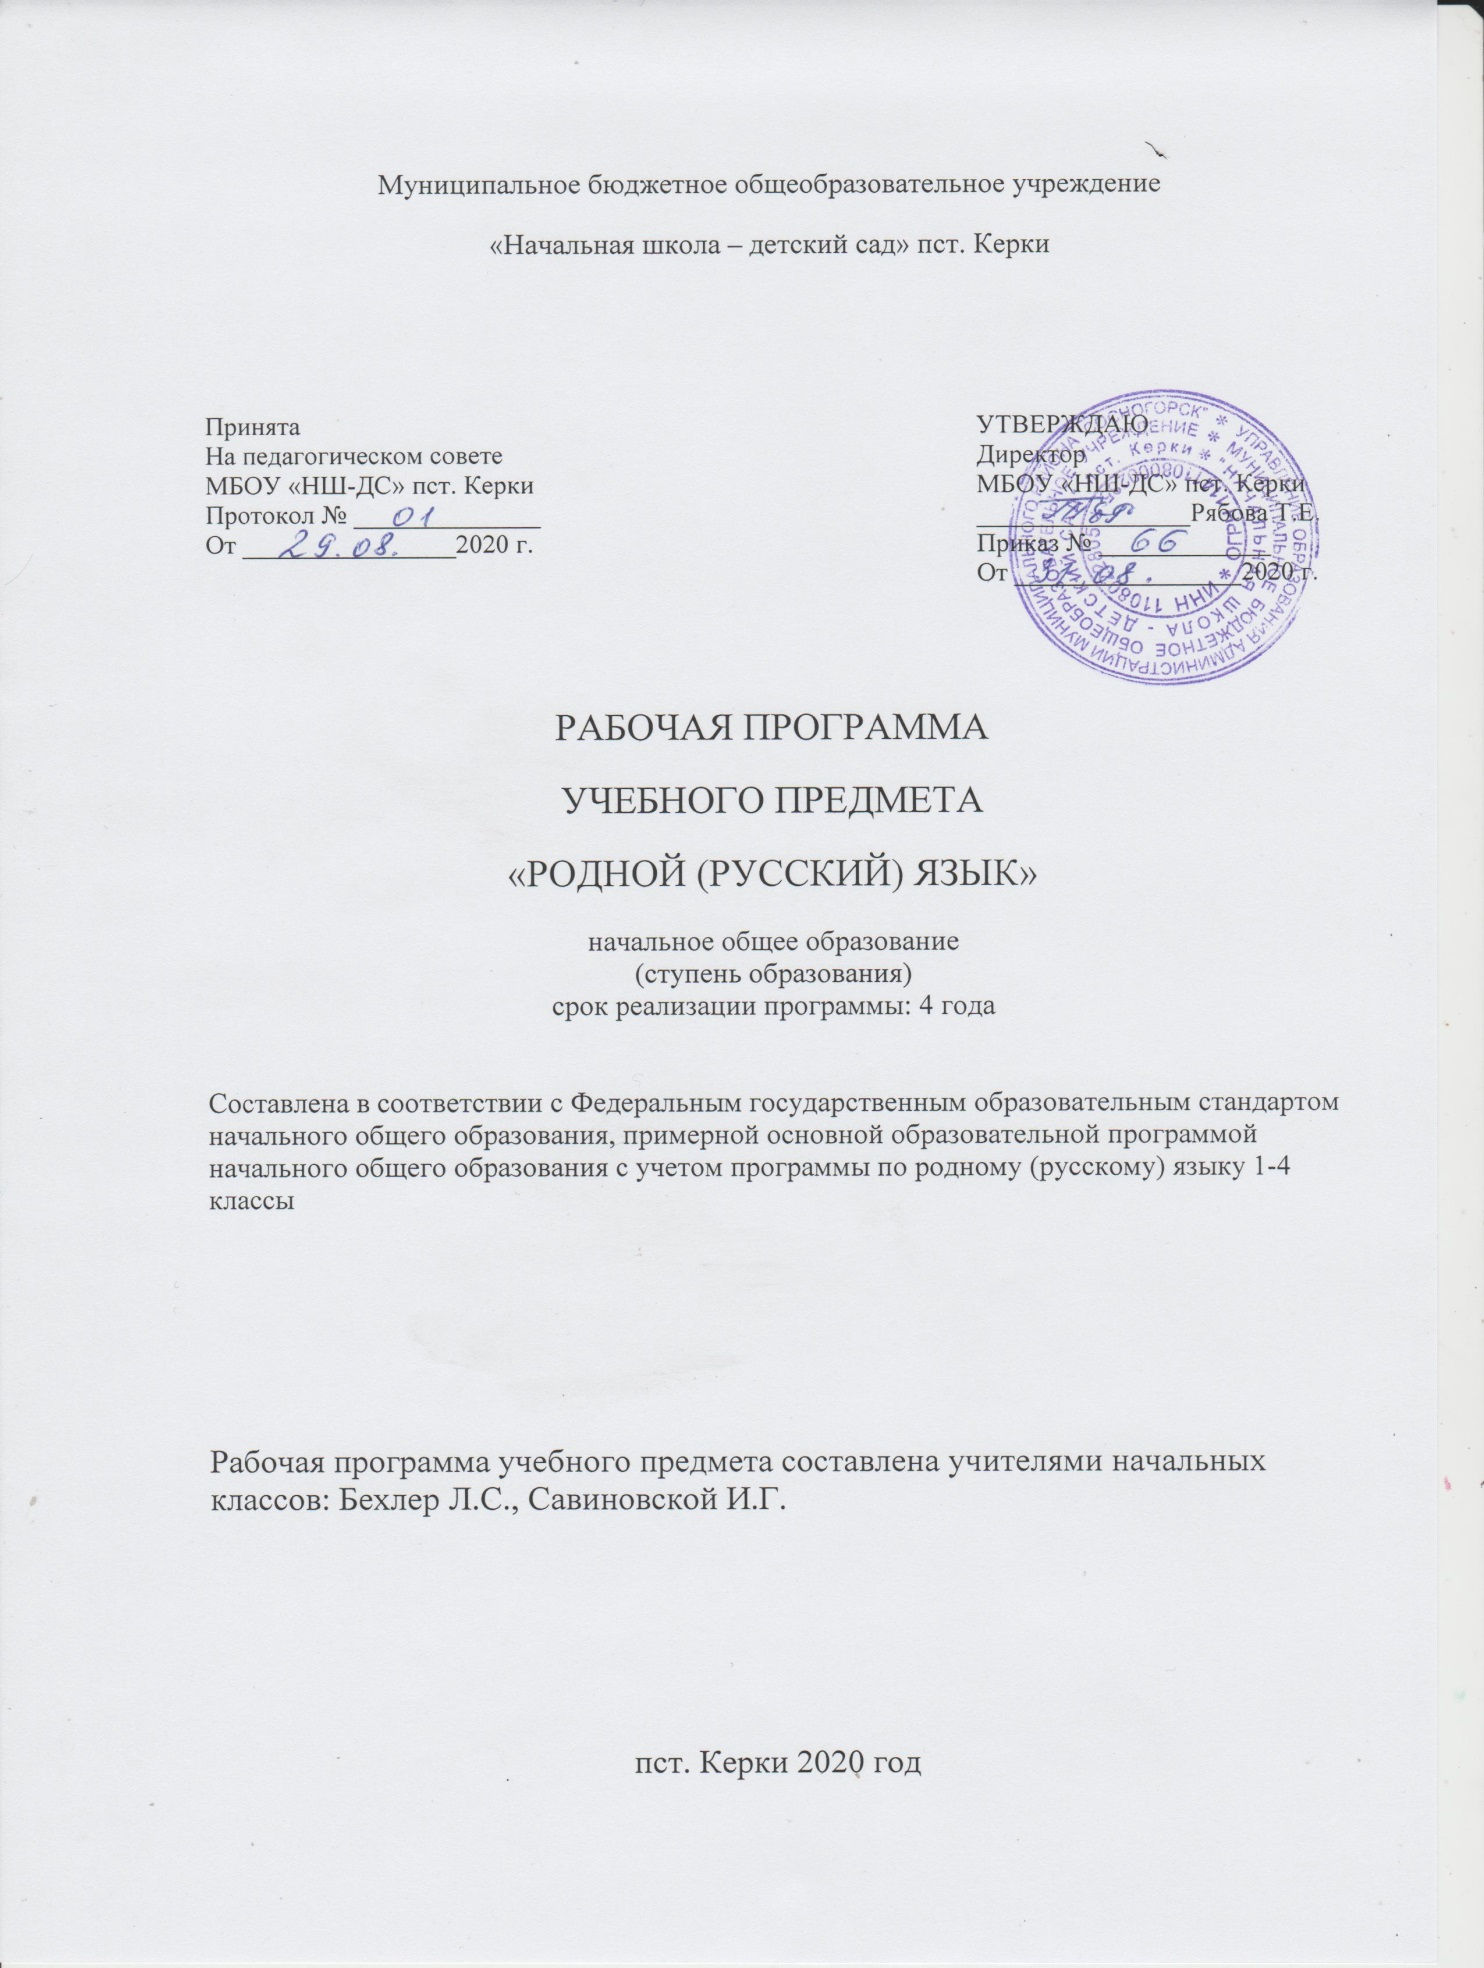 Муниципальное бюджетное общеобразовательное учреждение
«Начальная школа – детский сад» пст. Керки
Принята
На педагогическом совете
МБОУ «НШ-ДС» пст. Керки
Протокол № 01
От 29.08. 2020 г.
УТВЕРЖДАЮ
Директор
МБОУ «НШ-ДС» пст. Керки
Рябова Т.Е.
Приказ № 66
От 31.08. 2020 г.
РАБОЧАЯ ПРОГРАММА
УЧЕБНОГО ПРЕДМЕТА
«РОДНОЙ (РУССКИЙ) ЯЗЫК»
начальное общее образование
(ступень образования)
срок реализации программы: 4 года
Составлена в соответствии с Федеральным государственным образовательным стандартом
начального общего образования, примерной основной образовательной программой
начального общего образования с учетом программы по родному (русскому) языку 1-4
классы
Рабочая программа учебного предмета составлена учителями начальных
классов: Бехлер Л.С., Савиновской И.Г.
пст. Керки 2020 год